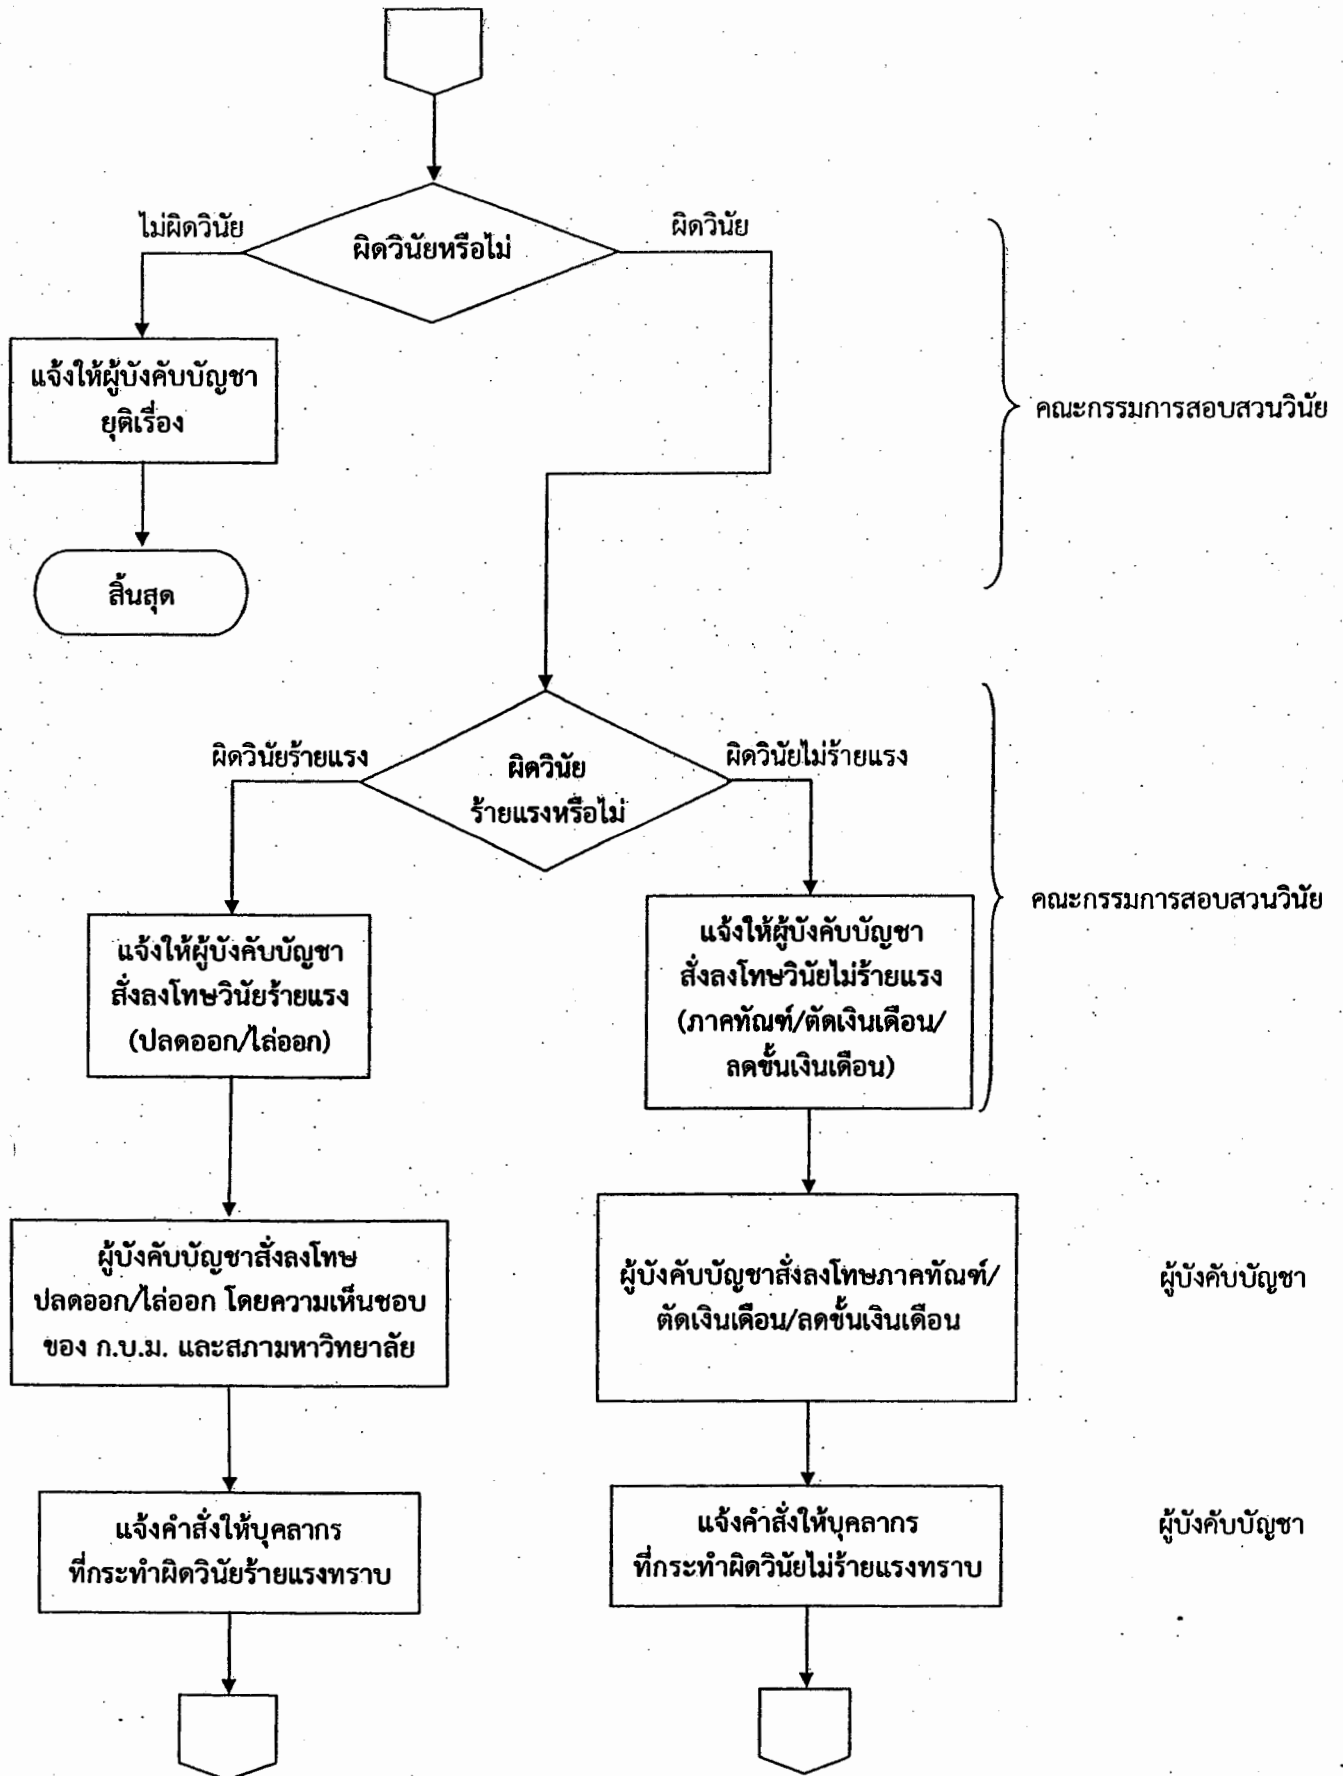 ไม่ผิดวินัย
ผิดวินัยหรือไม่
ผิดวินัย
แจ้งให้ผู้บังคับบัญชา
ยุติเรื่อง
คณะกรรมการสอบสวนวินัย
สิ้นสุด
ผิดวินัยร้ายแรง
ผิดวินัย
ร้ายแรงหรือไม่
ผิดวินัยไม่ร้ายแรง
คณะกรรมการสอบสวนวินัย
แจ้งให้ผู้บังคับบัญชา
สั่งลงโทษวินัยร้ายแรง
(ปลดออก/ไล่ออก)
แจ้งให้ผู้บังคับบัญชา
สั่งลงโทษวินัยไม่ร้ายแรง
(ภาคทัณฑ์/ตัดเงินเดือน/
ลดขั้นเงินเดือน)
ผู้บังคับบัญชาสั่งลงโทษ
ปลดออก/ไล่ออก โดยความเห็นชอบ
ของ ก.บ.ม. และสภามหาวิทยาลัย
ผู้บังคับบัญชาสั่งลงโทษภาคทัณฑ์/
ตัดเงินเดือน/ลดขั้นเงินเดือน
ผู้บังคับบัญชา
แจ้งคำสั่งให้บุคลากร
ที่กระทำผิดวินัยร้ายแรงทราบ
แจ้งคำสั่งให้บุคลากร
ที่กระทำผิดวินัยไม่ร้ายแรงทราบ
ผู้บังคับบัญชา